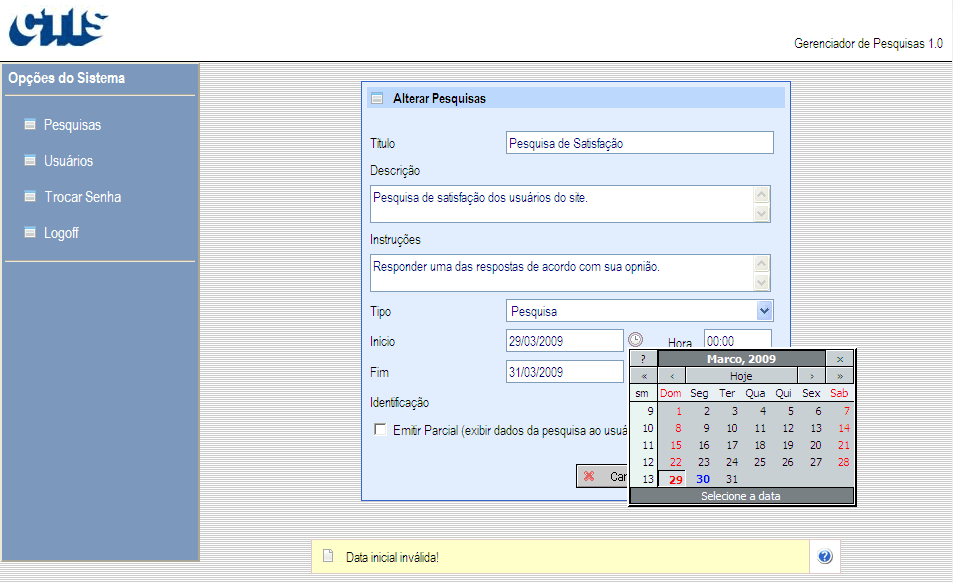 CTIS
Gerenciador de Pesquisas 1.0
Opções do Sistema
Pesquisas
Usuários
Trocar Senha
Logoff
Alterar Pesquisas
Título Pesquisa de Satisfação
Descrição
Pesquisa de satisfação dos usuários do site.
Instruções
Responder uma das respostas de acordo com sua opnião.
Tipo Pesquisa
Início 29/03/2009 Hora 00:00
Fim 31/03/2009
Identificação
Emitir Parcial (exibir dados da pesquisa ao usuá
Can
? Marco, 2009 ×
« ‹ Hoje › »
sm Dom Seg Ter Qua Qui Sex Sab
9 1 2 3 4 5 6 7
10 8 9 10 11 12 13 14
11 15 16 17 18 19 20 21
12 22 23 24 25 26 27 28
13 29 30 31
Selecione a data
Data inicial inválida!
?